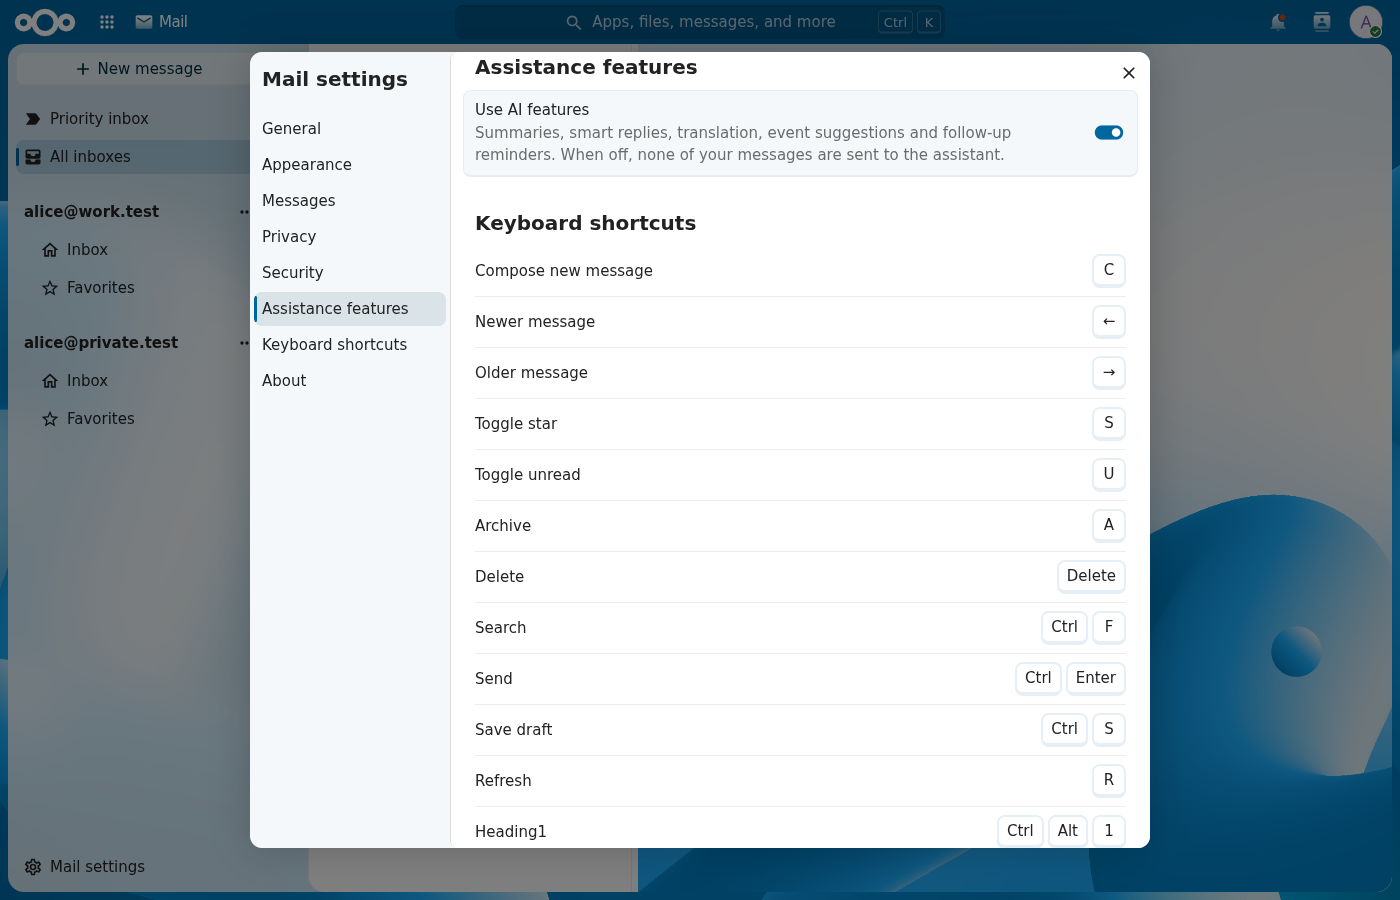 Mail
Apps, files, messages, and more
Ctrl
K
A
New message
Priority inbox
All inboxes
alice@work.test
Inbox
Favorites
alice@private.test
Inbox
Favorites
Mail settings
Mail settings
General
Appearance
Messages
Privacy
Security
Assistance features
Keyboard shortcuts
About
Assistance features
Use AI features
Summaries, smart replies, translation, event suggestions and follow-up
reminders. When off, none of your messages are sent to the assistant.
Keyboard shortcuts
Compose new message C
Newer message ←
Older message →
Toggle star S
Toggle unread U
Archive A
Delete Delete
Search Ctrl F
Send Ctrl Enter
Save draft Ctrl S
Refresh R
Heading1 Ctrl Alt 1